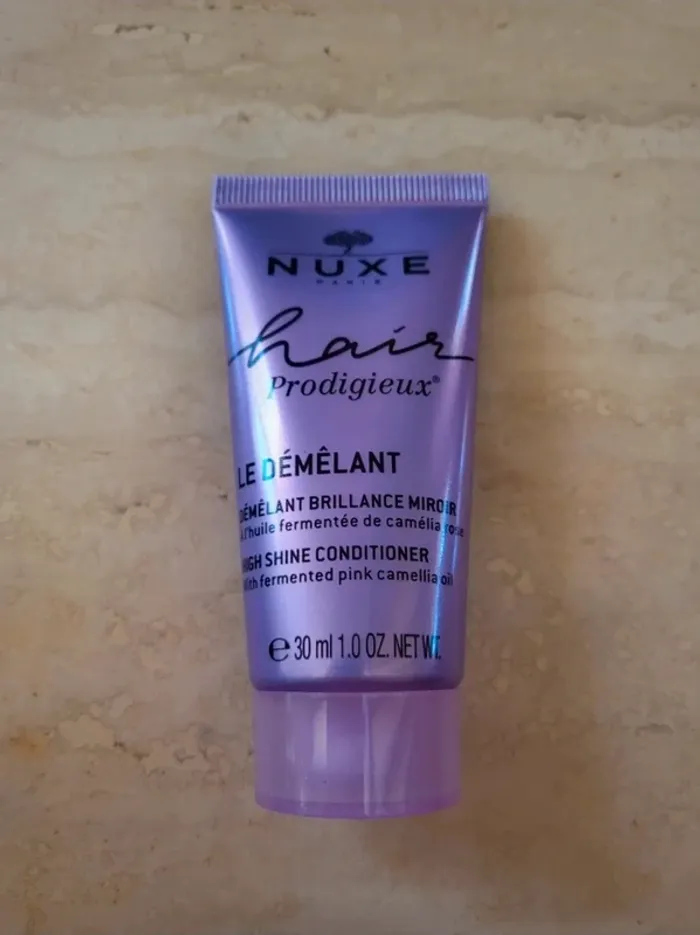 NUXE
PARIS
hair
Prodigieux®
LE DÉMÊLANT
DÉMÊLANT BRILLANCE MIROIR
À l'huile fermentée de camélia rose
HIGH SHINE CONDITIONER
With fermented pink camellia oil
℮ 30 ml 1.0 OZ. NET WT.